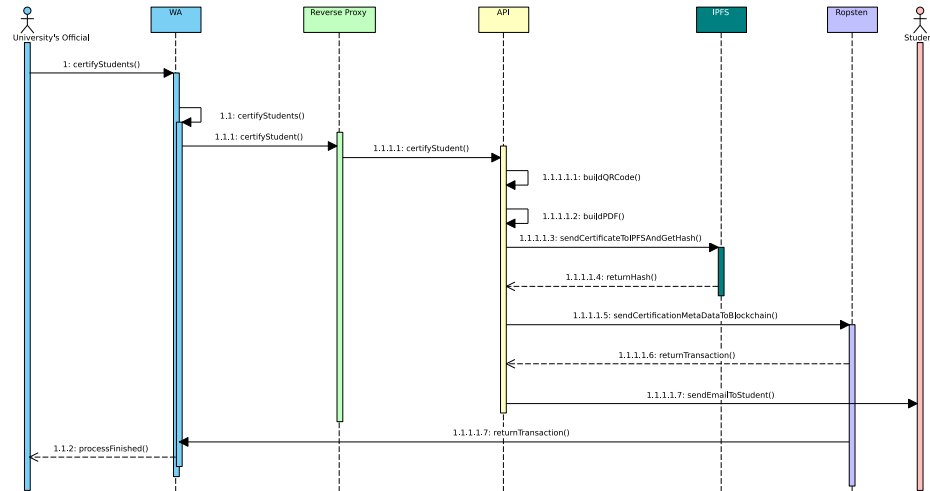 WA
Reverse Proxy
API
IPFS
Ropsten
University's Official
Studen
1: certifyStudents()
1.1: certifyStudents()
1.1.1: certifyStudent()
1.1.1.1: certifyStudent()
1.1.1.1.1: buildQRCode()
1.1.1.1.2: buildPDF()
1.1.1.1.3: sendCertificateToIPFSAndGetHash()
1.1.1.1.4: returnHash()
1.1.1.1.5: sendCertificationMetaDataToBlockchain()
1.1.1.1.6: returnTransaction()
1.1.1.1.7: sendEmailToStudent()
1.1.1.1.7: returnTransaction()
1.1.2: processFinished()